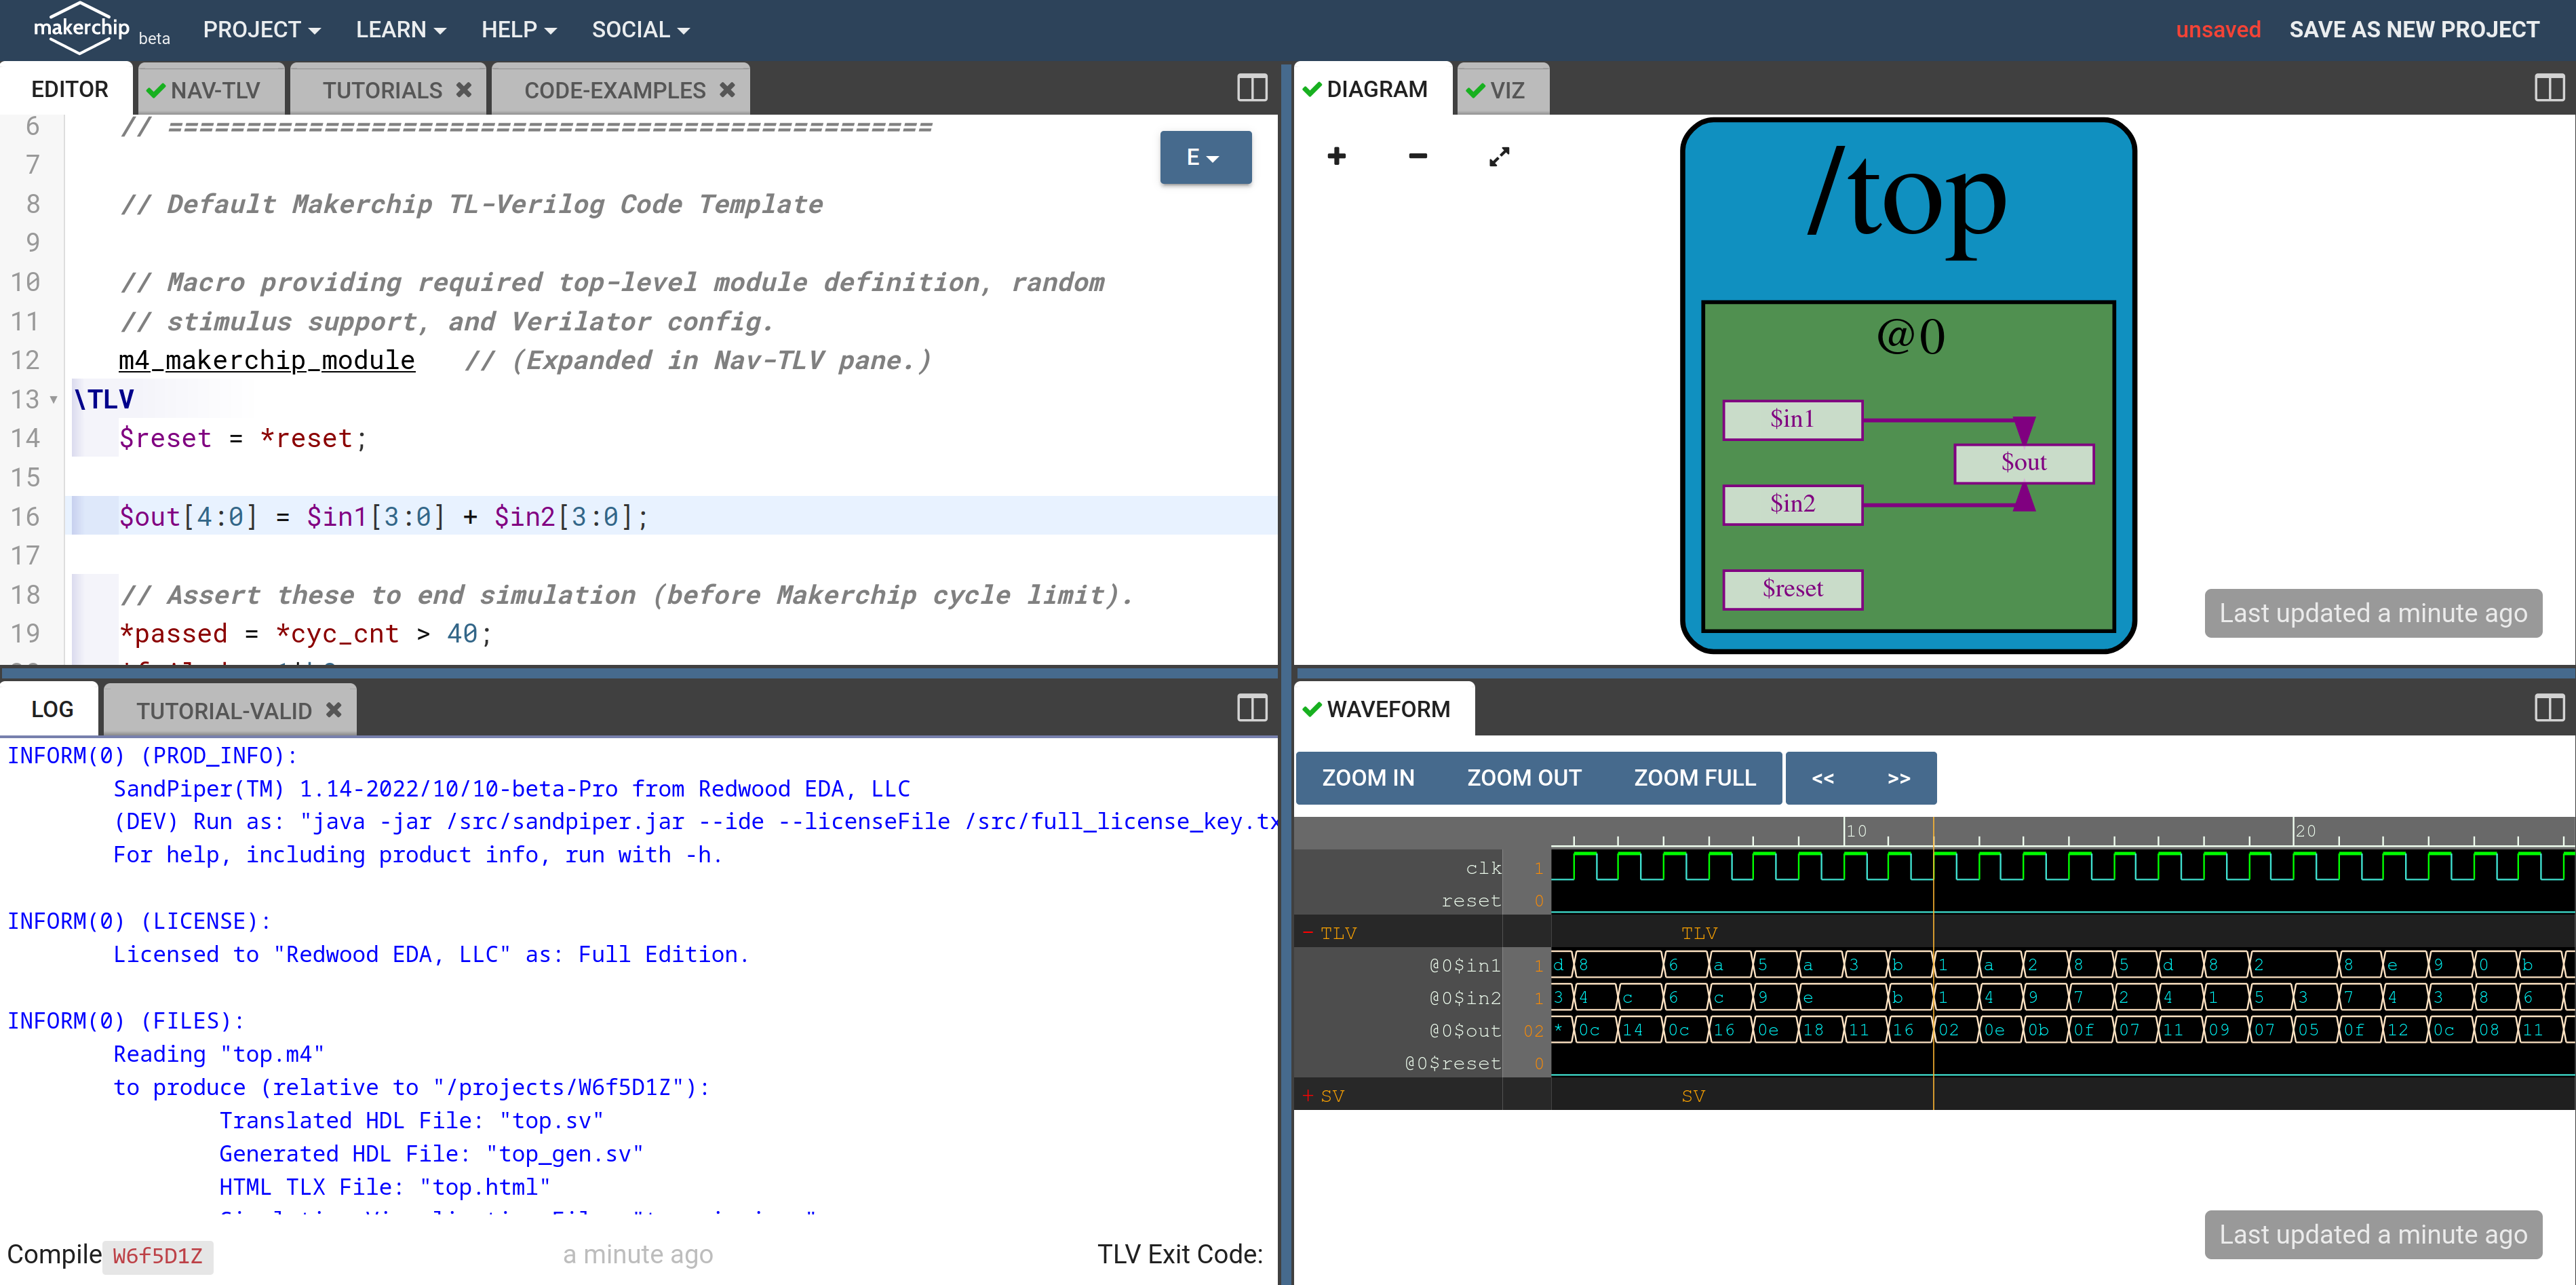 makerchip beta PROJECT LEARN HELP SOCIAL unsaved SAVE AS NEW PROJECT
EDITOR NAV-TLV TUTORIALS CODE-EXAMPLES
6 // =================================================
7
8 // Default Makerchip TL-Verilog Code Template
9
10 // Macro providing required top-level module definition, random
11 // stimulus support, and Verilator config.
12 m4_makerchip_module // (Expanded in Nav-TLV pane.)
13 \TLV
14 $reset = *reset;
15
16 $out[4:0] = $in1[3:0] + $in2[3:0];
17
18 // Assert these to end simulation (before Makerchip cycle limit).
19 *passed = *cyc_cnt > 40;
E
DIAGRAM VIZ
/top
@0
$in1
$out
$in2
$reset
Last updated a minute ago
LOG TUTORIAL-VALID
INFORM(0) (PROD_INFO):
SandPiper(TM) 1.14-2022/10/10-beta-Pro from Redwood EDA, LLC
(DEV) Run as: "java -jar /src/sandpiper.jar --ide --licenseFile /src/full_license_key.tx
For help, including product info, run with -h.
INFORM(0) (LICENSE):
Licensed to "Redwood EDA, LLC" as: Full Edition.
INFORM(0) (FILES):
Reading "top.m4"
to produce (relative to "/projects/W6f5D1Z"):
Translated HDL File: "top.sv"
Generated HDL File: "top_gen.sv"
HTML TLX File: "top.html"
Compile W6f5D1Z a minute ago TLV Exit Code:
WAVEFORM
ZOOM IN ZOOM OUT ZOOM FULL << >>
10 20
clk 1
reset 0
- TLV TLV
@0$in1 1 d 8 6 a 5 a 3 b 1 a 2 8 5 d 8 2 8 e 9 0 b
@0$in2 1 3 4 c 6 c 9 e b 1 4 9 7 2 4 1 5 3 7 4 3 8 6
@0$out 02 * 0c 14 0c 16 0e 18 11 16 02 0e 0b 0f 07 11 09 07 05 0f 12 0c 08 11
@0$reset 0
+ SV SV
Last updated a minute ago